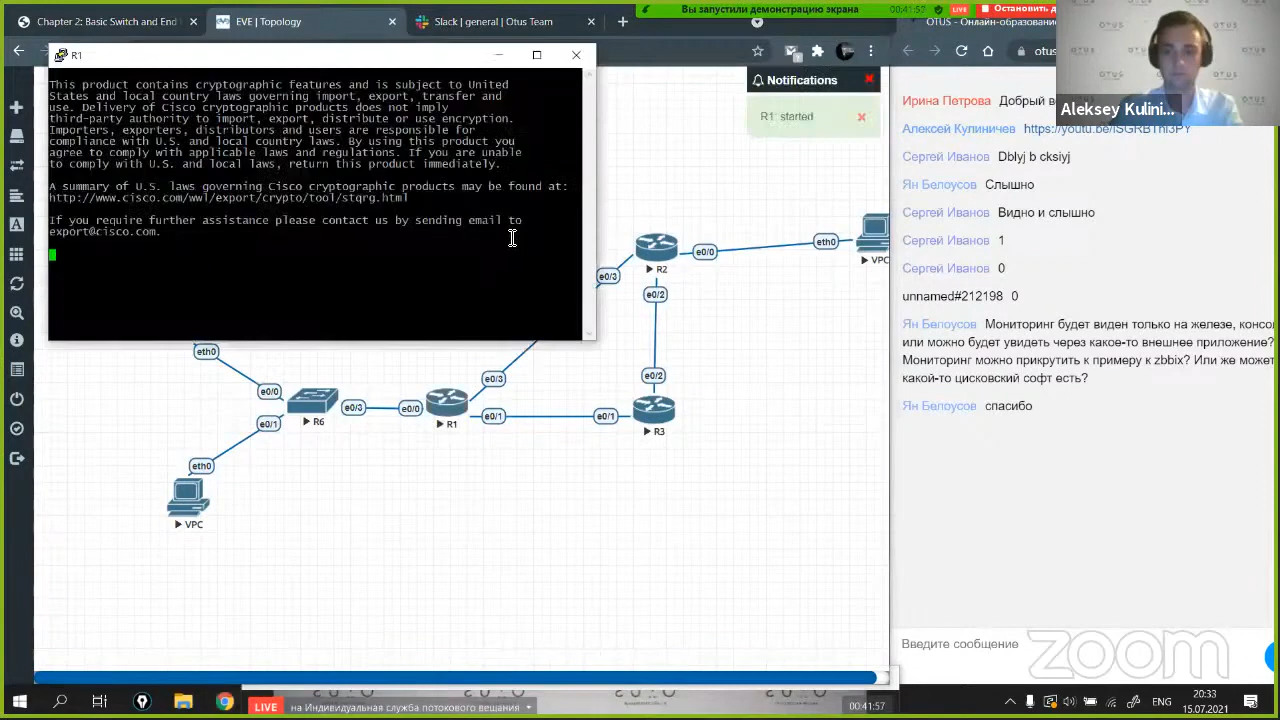 Chapter 2: Basic Switch and End
EVE | Topology
Slack | general | Otus Team
Вы запустили демонстрацию экрана
00:41:59
LIVE
Остановить де
OTUS - Онлайн-образован
otus
R1
This product contains cryptographic features and is subject to United
States and local country laws governing import, export, transfer and
use. Delivery of Cisco cryptographic products does not imply
third-party authority to import, export, distribute or use encryption.
Importers, exporters, distributors and users are responsible for
compliance with U.S. and local country laws. By using this product you
agree to comply with applicable laws and regulations. If you are unable
to comply with U.S. and local laws, return this product immediately.
A summary of U.S. laws governing Cisco cryptographic products may be found at:
http://www.cisco.com/wwl/export/crypto/tool/stqrg.html
If you require further assistance please contact us by sending email to
export@cisco.com.
Notifications
R1: started
Aleksey Kulini...
Ирина Петрова Добрый ве
Алексей Кулиничев https://youtu.be/iSGRBThI3PY
Сергей Иванов Dblyj b cksiyj
Ян Белоусов Слышно
Сергей Иванов Видно и слышно
Сергей Иванов 1
Сергей Иванов 0
unnamed#212198 0
Ян Белоусов Мониторинг будет виден только на железе, консол
или можно будет увидеть через какое-то внешнее приложение?
Мониторинг можно прикрутить к примеру к zbbix? Или же может
какой-то цисковский софт есть?
Ян Белоусов спасибо
e0/3
R2
e0/0
eth0
VPC
e0/2
e0/2
eth0
e0/0
R6
e0/3
e0/0
R1
e0/3
e0/1
e0/1
R3
e0/1
eth0
VPC
Введите сообщение
zoom
LIVE
на Индивидуальная служба потокового вещания
00:41:57
ENG
20:33
15.07.2021